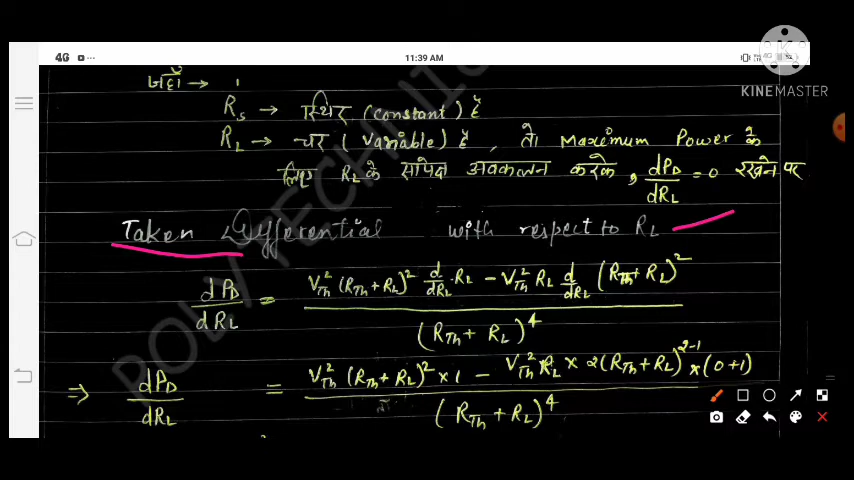 4G
11:39 AM
KINEMASTER
जहाँ →
Rs → स्थिर (constant) है
RL → चर (Variable) है, तो Maximum Power के
लिए RL के सापेक्ष अवकलन करके, dPD/dRL = 0 रखने पर
Taken Differential with respect to RL
dPD/dRL = VTh² (RTh + RL)² d/dRL · RL − VTh² RL d/dRL (RTh + RL)² / (RTh + RL)⁴
⇒ dPD/dRL = VTh² (RTh + RL)² × 1 − VTh² RL × 2(RTh + RL)²⁻¹ × (0+1) / (RTh + RL)⁴
POLYTECHNIC